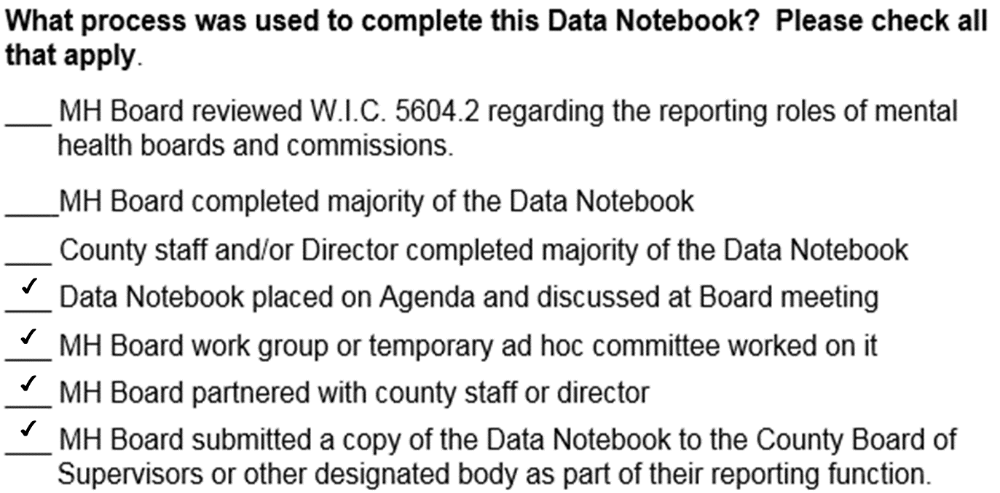 What process was used to complete this Data Notebook?  Please check all
that apply.
___ MH Board reviewed W.I.C. 5604.2 regarding the reporting roles of mental
health boards and commissions.
____MH Board completed majority of the Data Notebook
___ County staff and/or Director completed majority of the Data Notebook
_✓_ Data Notebook placed on Agenda and discussed at Board meeting
_✓_ MH Board work group or temporary ad hoc committee worked on it
_✓_ MH Board partnered with county staff or director
_✓_ MH Board submitted a copy of the Data Notebook to the County Board of
Supervisors or other designated body as part of their reporting function.